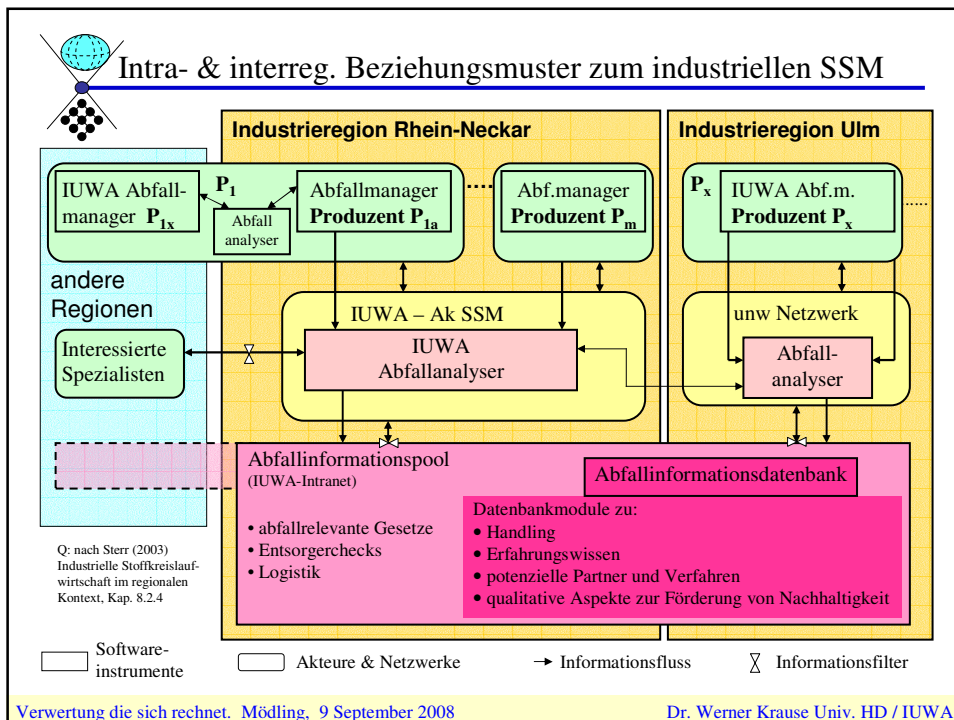 Intra- & interreg. Beziehungsmuster zum industriellen SSM
Industrieregion Rhein-Neckar
Industrieregion Ulm
IUWA Abfall-
manager P1x
P1
Abfall
analyser
Abfallmanager
Produzent P1a
....
Abf.manager
Produzent Pm
Px
IUWA Abf.m.
Produzent Px
.....
andere
Regionen
Interessierte
Spezialisten
IUWA – Ak SSM
IUWA
Abfallanalyser
unw Netzwerk
Abfall-
analyser
Abfallinformationspool
(IUWA-Intranet)
• abfallrelevante Gesetze
• Entsorgerchecks
• Logistik
Abfallinformationsdatenbank
Datenbankmodule zu:
• Handling
• Erfahrungswissen
• potenzielle Partner und Verfahren
• qualitative Aspekte zur Förderung von Nachhaltigkeit
Q: nach Sterr (2003)
Industrielle Stoffkreislauf-
wirtschaft im regionalen
Kontext, Kap. 8.2.4
Software-
instrumente
Akteure & Netzwerke
Informationsfluss
Informationsfilter
Verwertung die sich rechnet. Mödling, 9 September 2008
Dr. Werner Krause Univ. HD / IUWA